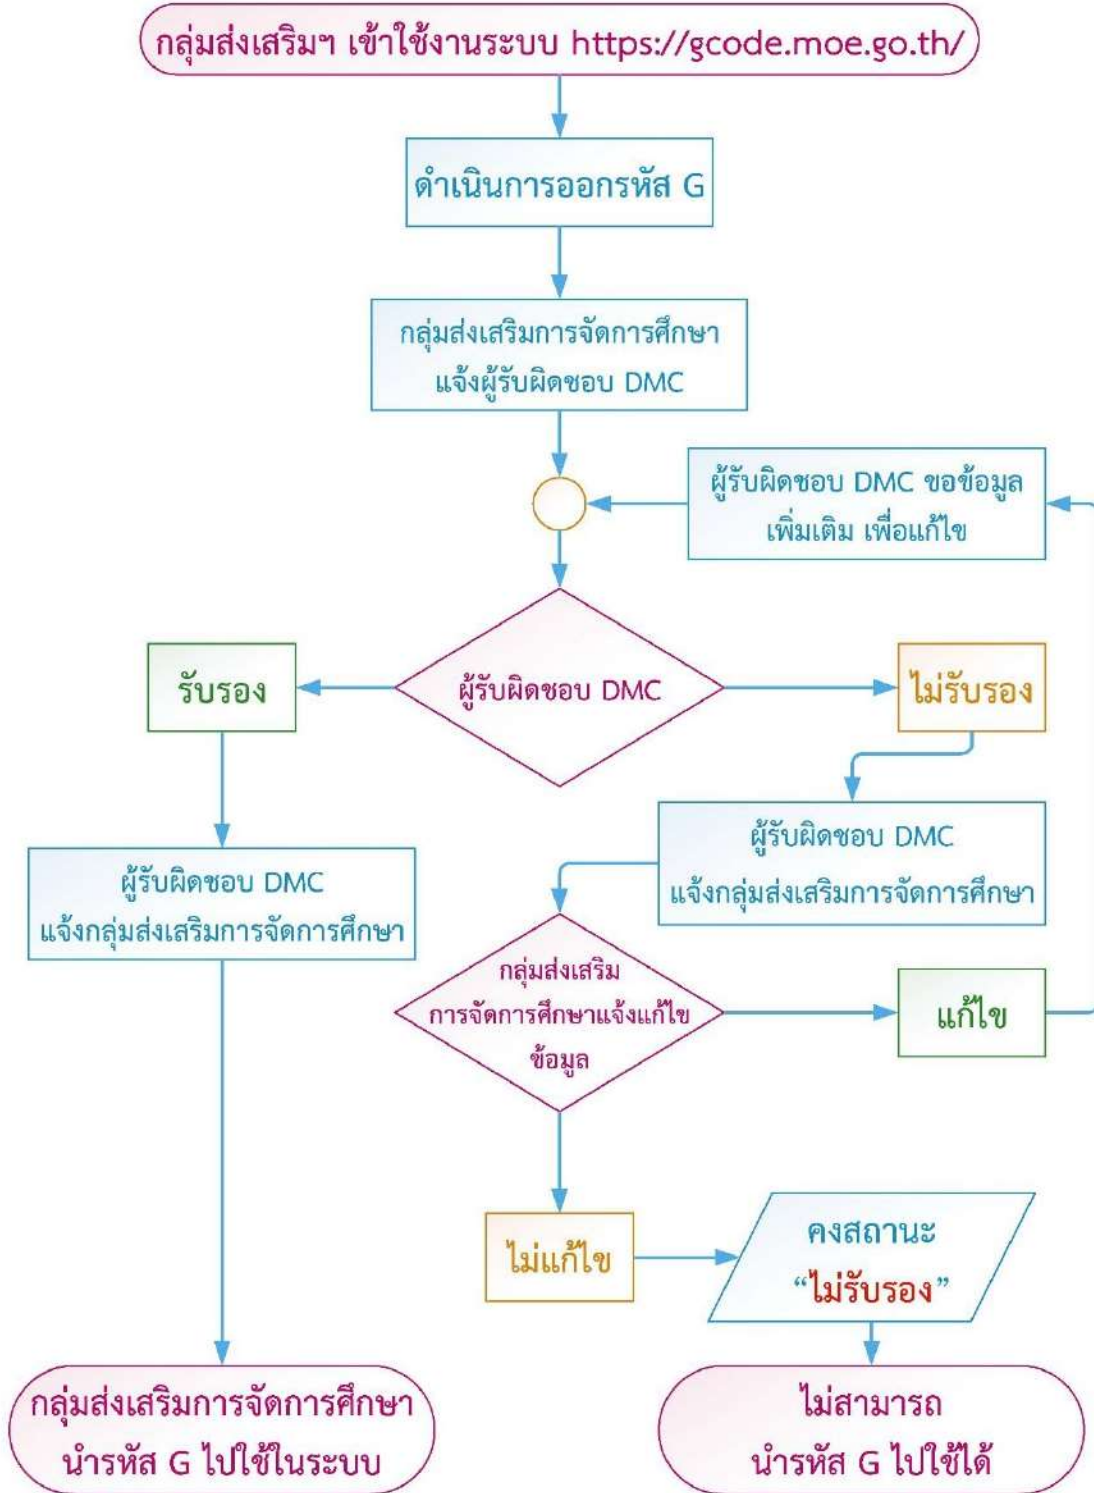 กลุ่มส่งเสริมฯ เข้าใช้งานระบบ https://gcode.moe.go.th/
ดำเนินการออกรหัส G
กลุ่มส่งเสริมการจัดการศึกษา
แจ้งผู้รับผิดชอบ DMC
ผู้รับผิดชอบ DMC ขอข้อมูล
เพิ่มเติม เพื่อแก้ไข
รับรอง
ผู้รับผิดชอบ DMC
ไม่รับรอง
ผู้รับผิดชอบ DMC
แจ้งกลุ่มส่งเสริมการจัดการศึกษา
ผู้รับผิดชอบ DMC
แจ้งกลุ่มส่งเสริมการจัดการศึกษา
กลุ่มส่งเสริม
การจัดการศึกษาแจ้งแก้ไข
ข้อมูล
แก้ไข
ไม่แก้ไข
คงสถานะ
“ไม่รับรอง”
กลุ่มส่งเสริมการจัดการศึกษา
นำรหัส G ไปใช้ในระบบ
ไม่สามารถ
นำรหัส G ไปใช้ได้